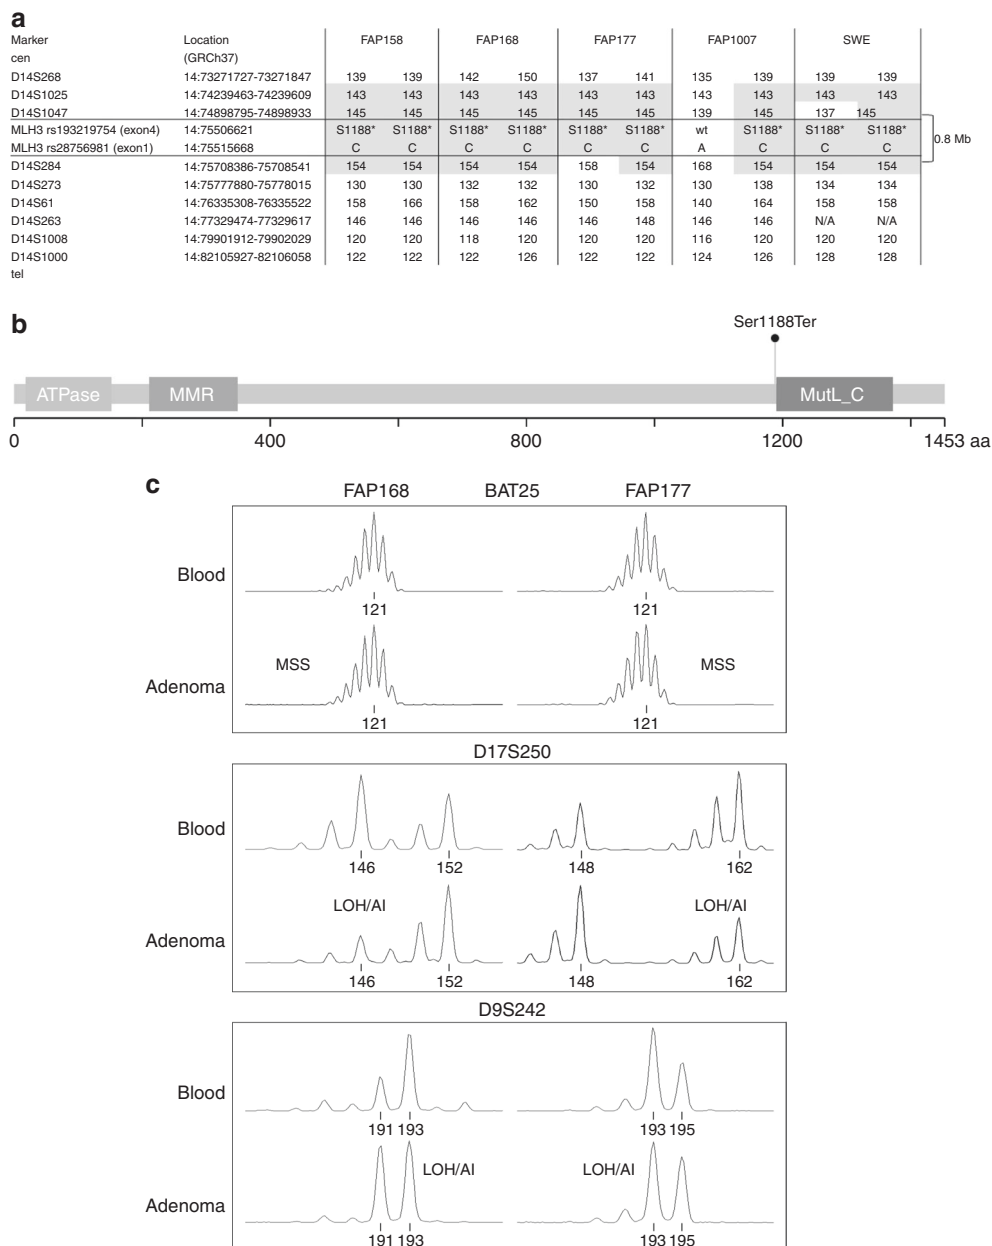 a
Marker Location FAP158 FAP168 FAP177 FAP1007 SWE
cen (GRCh37)
D14S268 14:73271727-73271847 139 139 142 150 137 141 135 139 139 139
D14S1025 14:74239463-74239609 143 143 143 143 143 143 143 143 143 143
D14S1047 14:74898795-74898933 145 145 145 145 145 145 139 145 137 145
MLH3 rs193219754 (exon4) 14:75506621 S1188* S1188* S1188* S1188* S1188* S1188* wt S1188* S1188* S1188*
0.8 Mb
MLH3 rs28756981 (exon1) 14:75515668 C C C C C C A C C C
D14S284 14:75708386-75708541 154 154 154 154 158 154 168 154 154 154
D14S273 14:75777880-75778015 130 130 132 132 130 132 130 138 134 134
D14S61 14:76335308-76335522 158 166 158 162 150 158 140 164 158 158
D14S263 14:77329474-77329617 146 146 146 146 146 148 146 146 N/A N/A
D14S1008 14:79901912-79902029 120 120 118 120 120 120 116 120 120 120
D14S1000 14:82105927-82106058 122 122 122 126 122 122 124 126 128 128
tel
b
Ser1188Ter
ATPase MMR MutL_C
0 400 800 1200 1453 aa
c
FAP168 BAT25 FAP177
Blood
121 121
MSS MSS
Adenoma
121 121
D17S250
Blood
146 152 148 162
LOH/AI LOH/AI
Adenoma
146 152 148 162
D9S242
Blood
191 193 193 195
LOH/AI LOH/AI
Adenoma
191 193 193 195